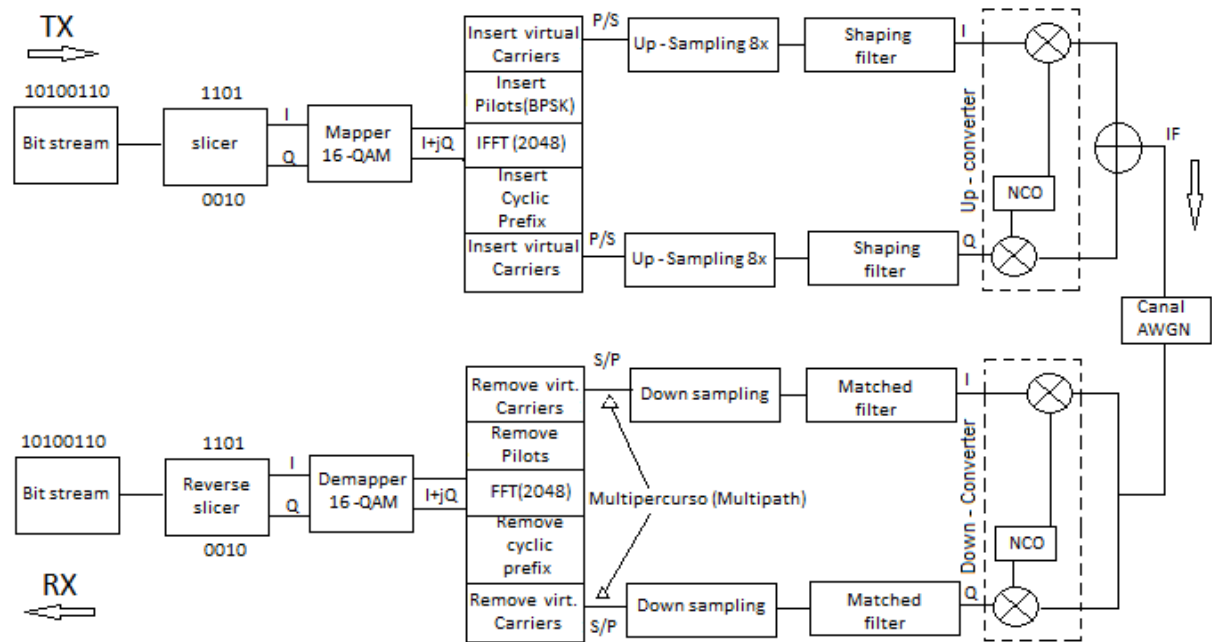 TX
10100110
Bit stream
1101
slicer
0010
I
Q
Mapper
16 -QAM
I+jQ
Insert virtual
Carriers
Insert
Pilots(BPSK)
IFFT (2048)
Insert
Cyclic
Prefix
Insert virtual
Carriers
P/S
Up - Sampling 8x
Shaping
filter
I
P/S
Up - Sampling 8x
Shaping
filter
Q
Up - converter
NCO
IF
Canal
AWGN
10100110
Bit stream
RX
1101
Reverse
slicer
0010
I
Q
Demapper
16 -QAM
I+jQ
Remove virt.
Carriers
Remove
Pilots
FFT(2048)
Remove
cyclic
prefix
Remove virt.
Carriers
S/P
Down sampling
Matched
filter
I
Multipercurso (Multipath)
S/P
Down sampling
Matched
filter
Q
Down - Converter
NCO